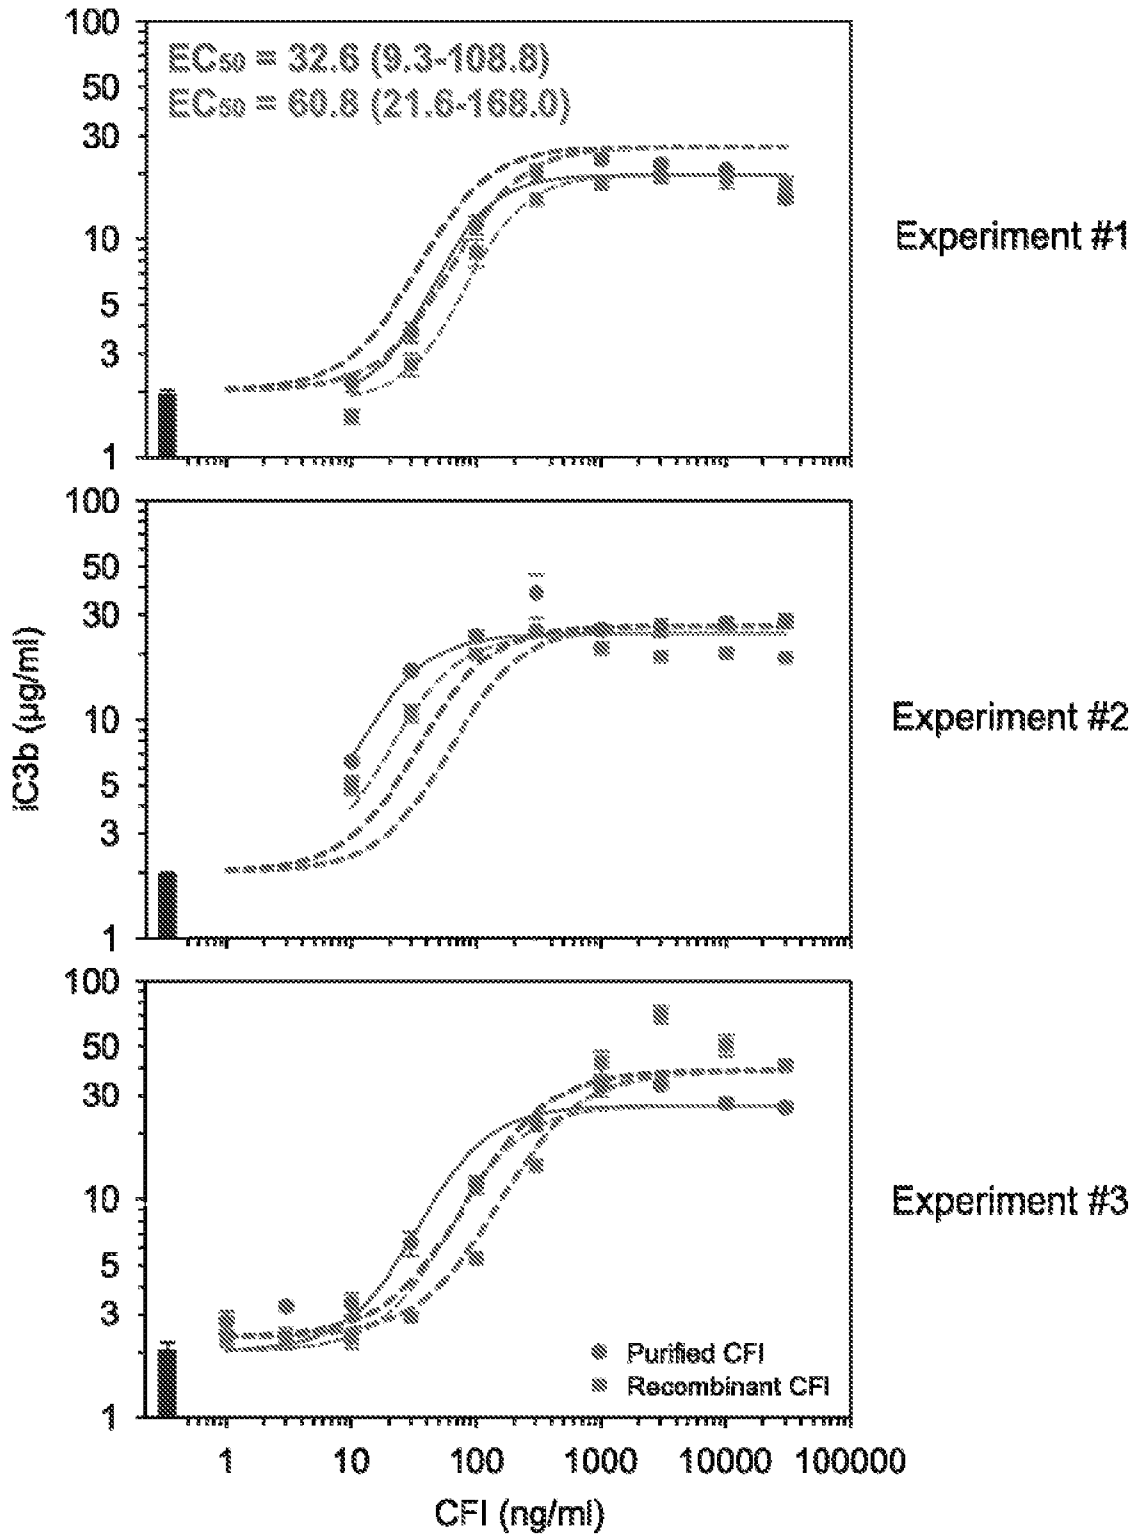 100
EC50 = 32.6 (9.3-108.8)
50
EC50 = 60.8 (21.6-168.0)
30
10
Experiment #1
5
3
1
100
50
30
iC3b (µg/ml)
10
Experiment #2
5
3
1
100
50
30
10
Experiment #3
5
3
Purified CFI
Recombinant CFI
1
1 10 100 1000 10000 100000
CFI (ng/ml)